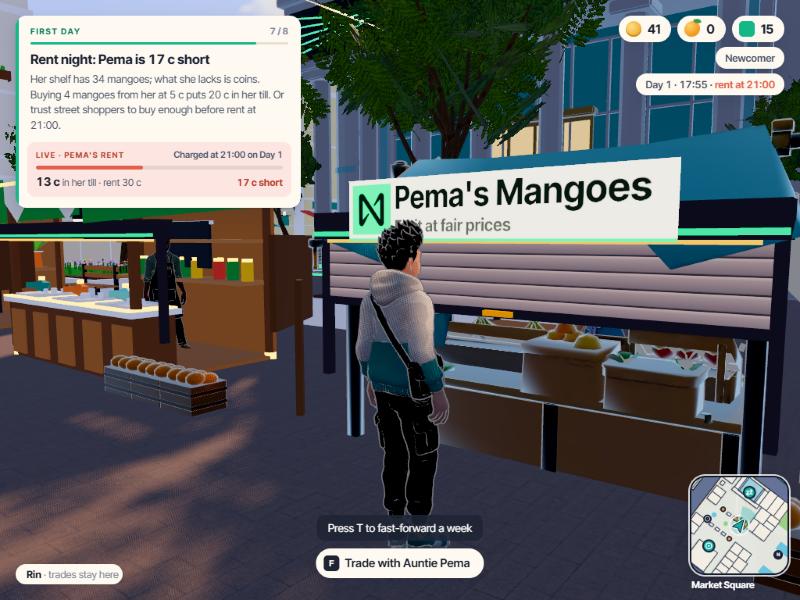 FIRST DAY 7 / 8
Rent night: Pema is 17 c short
Her shelf has 34 mangoes; what she lacks is coins.
Buying 4 mangoes from her at 5 c puts 20 c in her till. Or
trust street shoppers to buy enough before rent at
21:00.
LIVE · PEMA'S RENT Charged at 21:00 on Day 1
13 c in her till · rent 30 c 17 c short
41 0 15
Newcomer
Day 1 · 17:55 · rent at 21:00
Pema's Mangoes
at fair prices
Press T to fast-forward a week
F Trade with Auntie Pema
Rin · trades stay here
Market Square